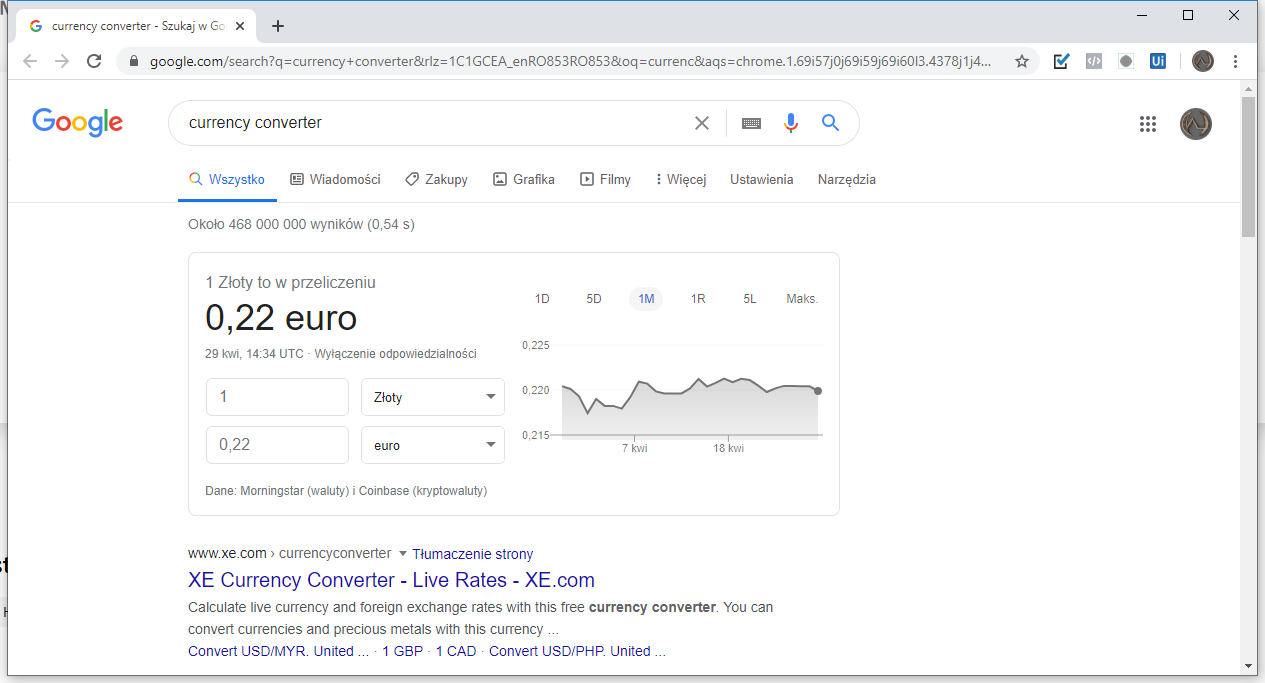 currency converter - Szukaj w Go
google.com/search?q=currency+converter&rlz=1C1GCEA_enRO853RO853&oq=currenc&aqs=chrome.1.69i57j0j69i59j69i60l3.4378j1j4...
Ui
Google
currency converter
Wszystko Wiadomości Zakupy Grafika Filmy Więcej Ustawienia Narzędzia
Około 468 000 000 wyników (0,54 s)
1 Złoty to w przeliczeniu
0,22 euro
29 kwi, 14:34 UTC · Wyłączenie odpowiedzialności
1 Złoty
0,22 euro
1D 5D 1M 1R 5L Maks.
0,225
0,220
0,215
7 kwi 18 kwi
Dane: Morningstar (waluty) i Coinbase (kryptowaluty)
www.xe.com › currencyconverter Tłumaczenie strony
XE Currency Converter - Live Rates - XE.com
Calculate live currency and foreign exchange rates with this free currency converter. You can
convert currencies and precious metals with this currency ...
Convert USD/MYR. United ... · 1 GBP · 1 CAD · Convert USD/PHP. United ...